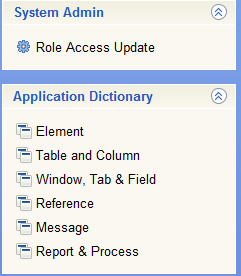 System Admin
Role Access Update
Application Dictionary
Element
Table and Column
Window, Tab & Field
Reference
Message
Report & Process